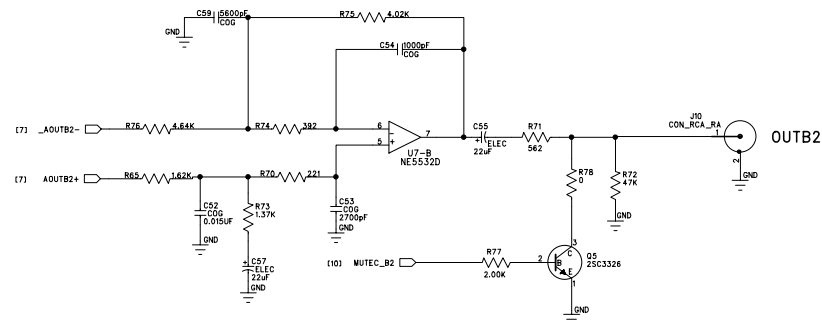 C59 5600pF
COG
GND
R75 4.02K
C54 1000pF
COG
[7] _AOUTB2-
R76 4.64K
R74 392
6
5
7
U7-B
NE5532D
C55
ELEC
22uF
R71
562
J10
CON_RCA_RA
1
2
GND
OUTB2
[7] AOUTB2+
R65 1.62K
R70 221
C52
COG
0.015UF
GND
R73
1.37K
C57
ELEC
22uF
GND
C53
COG
2700pF
GND
R78
0
R72
47K
GND
[10] MUTEC_B2
R77
2.00K
2
B
C
E
3
1
Q5
2SC3326
GND